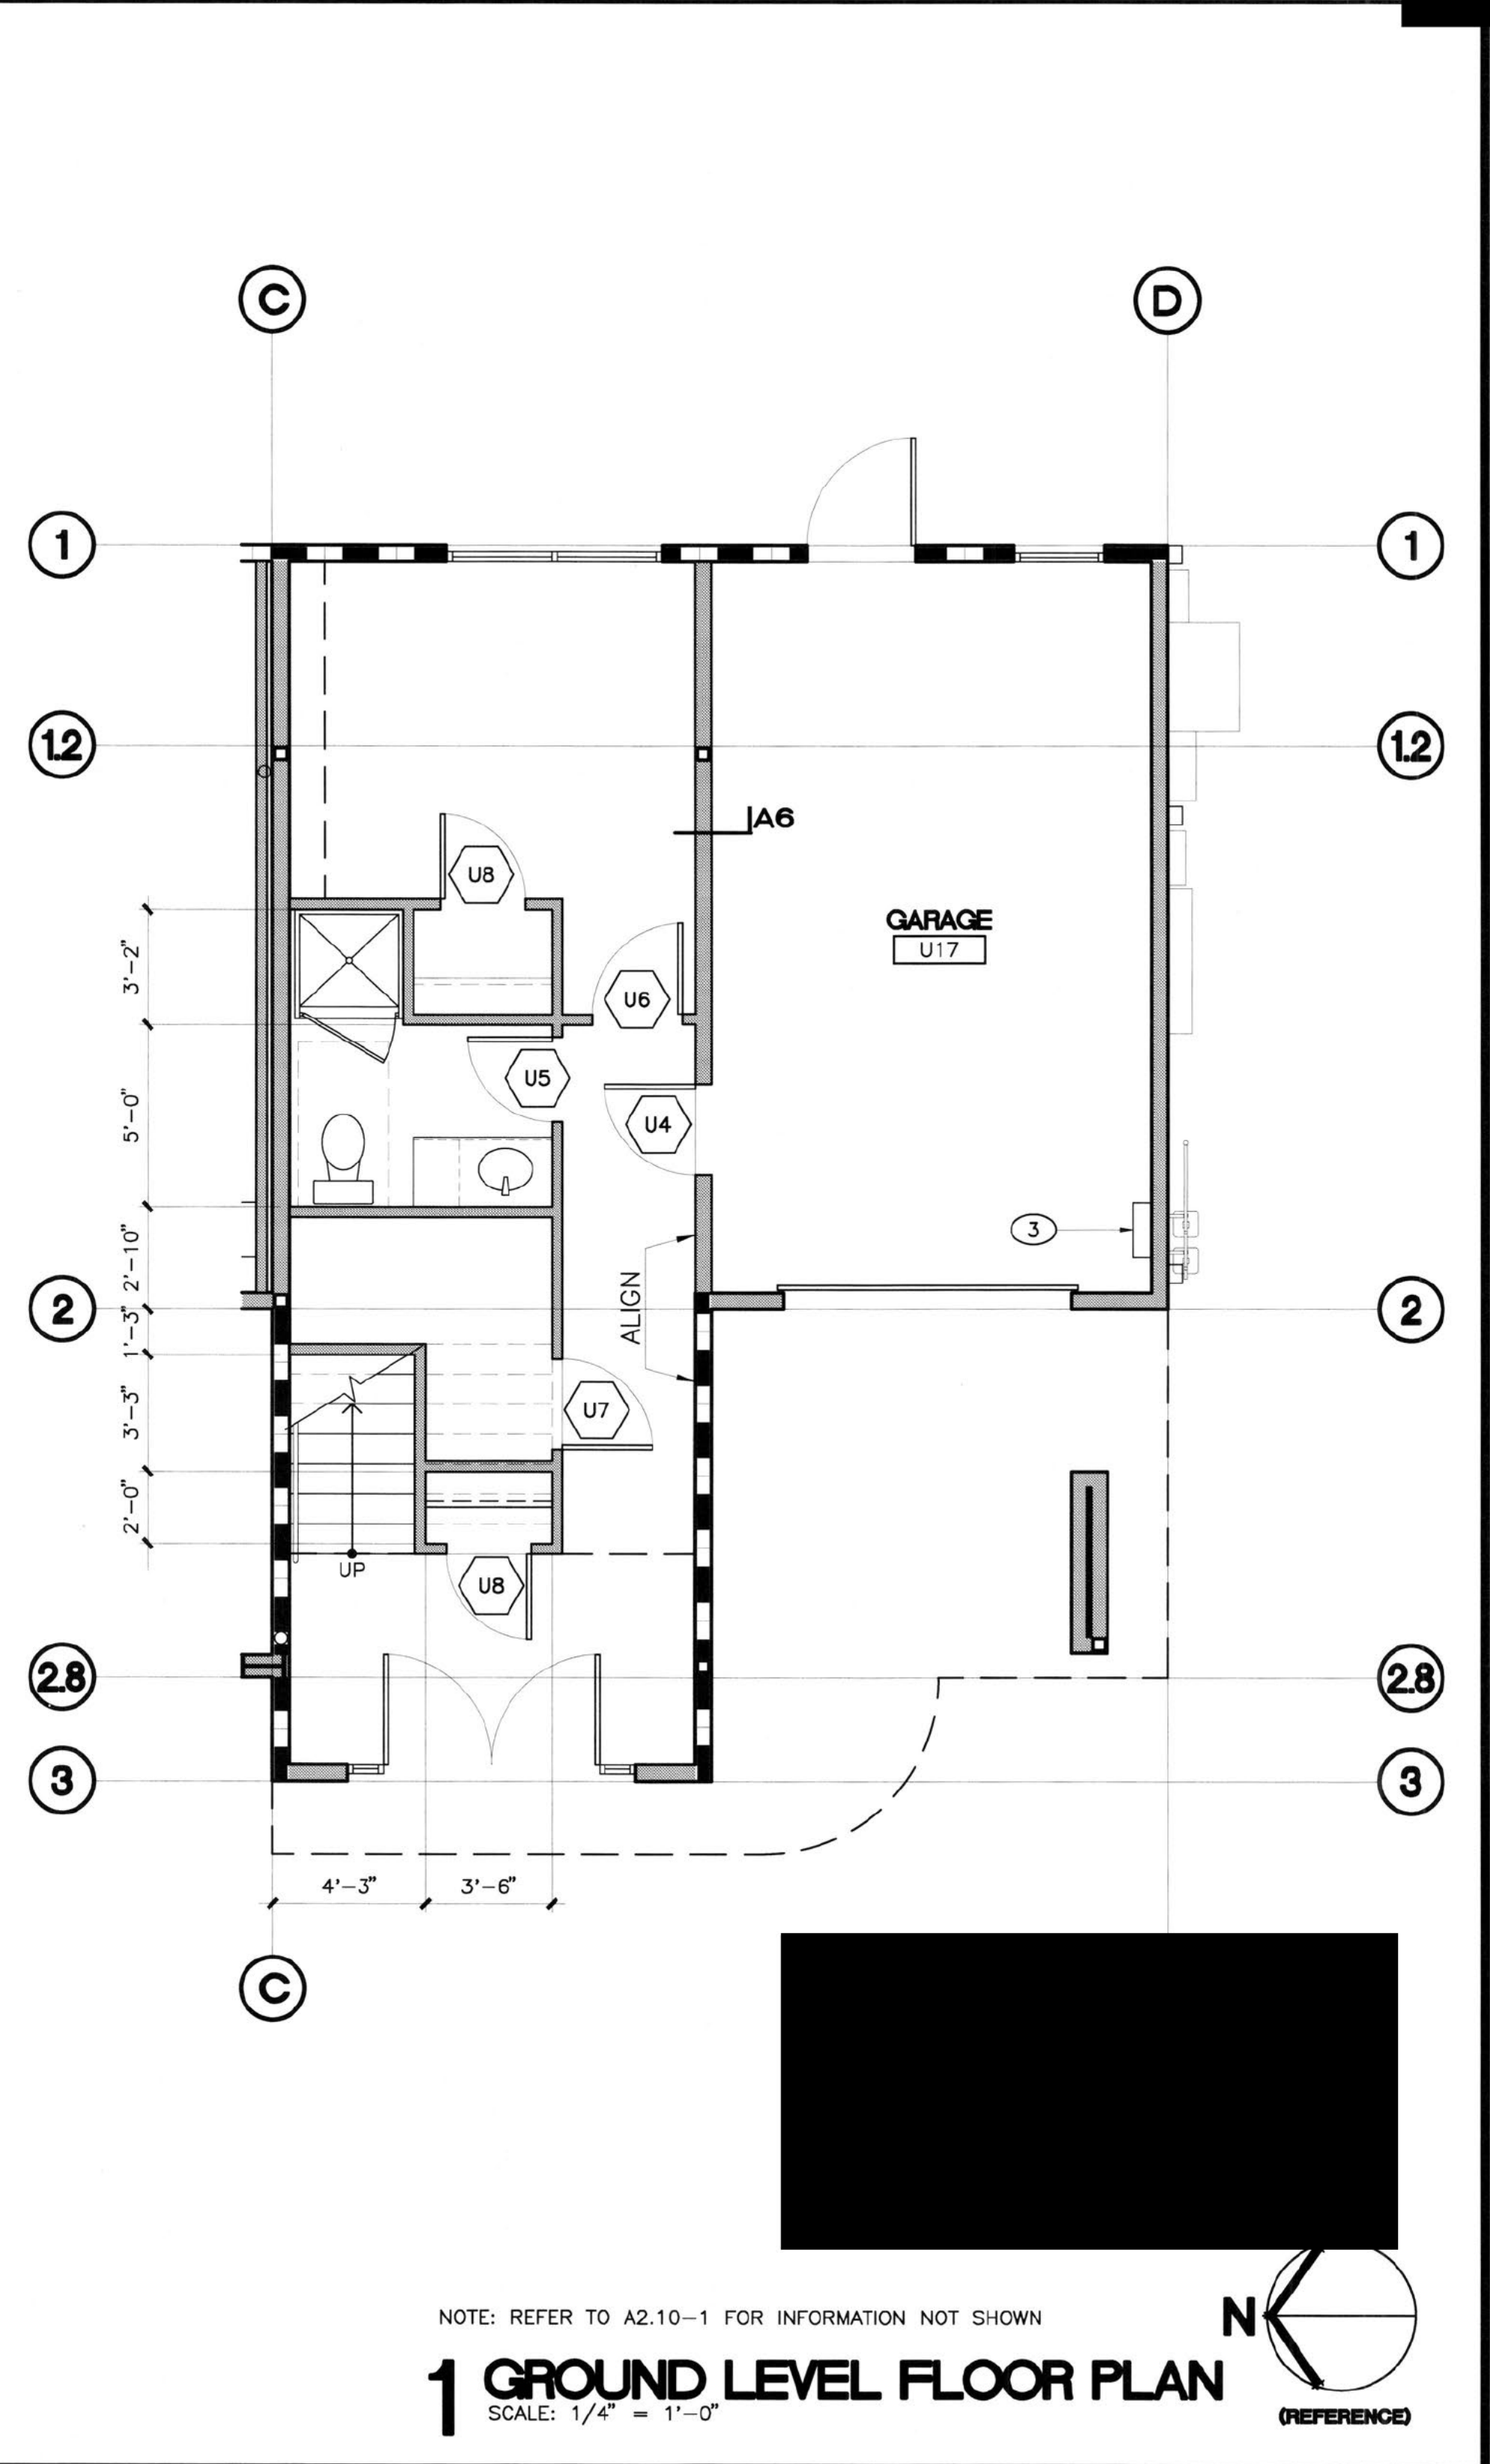 C
D
1
1
1.2
1.2
A6
U8
GARAGE
U17
3'-2"
U6
U5
5'-0"
U4
3
2'-10"
ALIGN
2
2
1'-3"
3'-3"
U7
2'-0"
UP
U8
2.8
2.8
3
3
4'-3"
3'-6"
C
N
NOTE: REFER TO A2.10-1 FOR INFORMATION NOT SHOWN
1 GROUND LEVEL FLOOR PLAN
SCALE: 1/4" = 1'-0"
(REFERENCE)